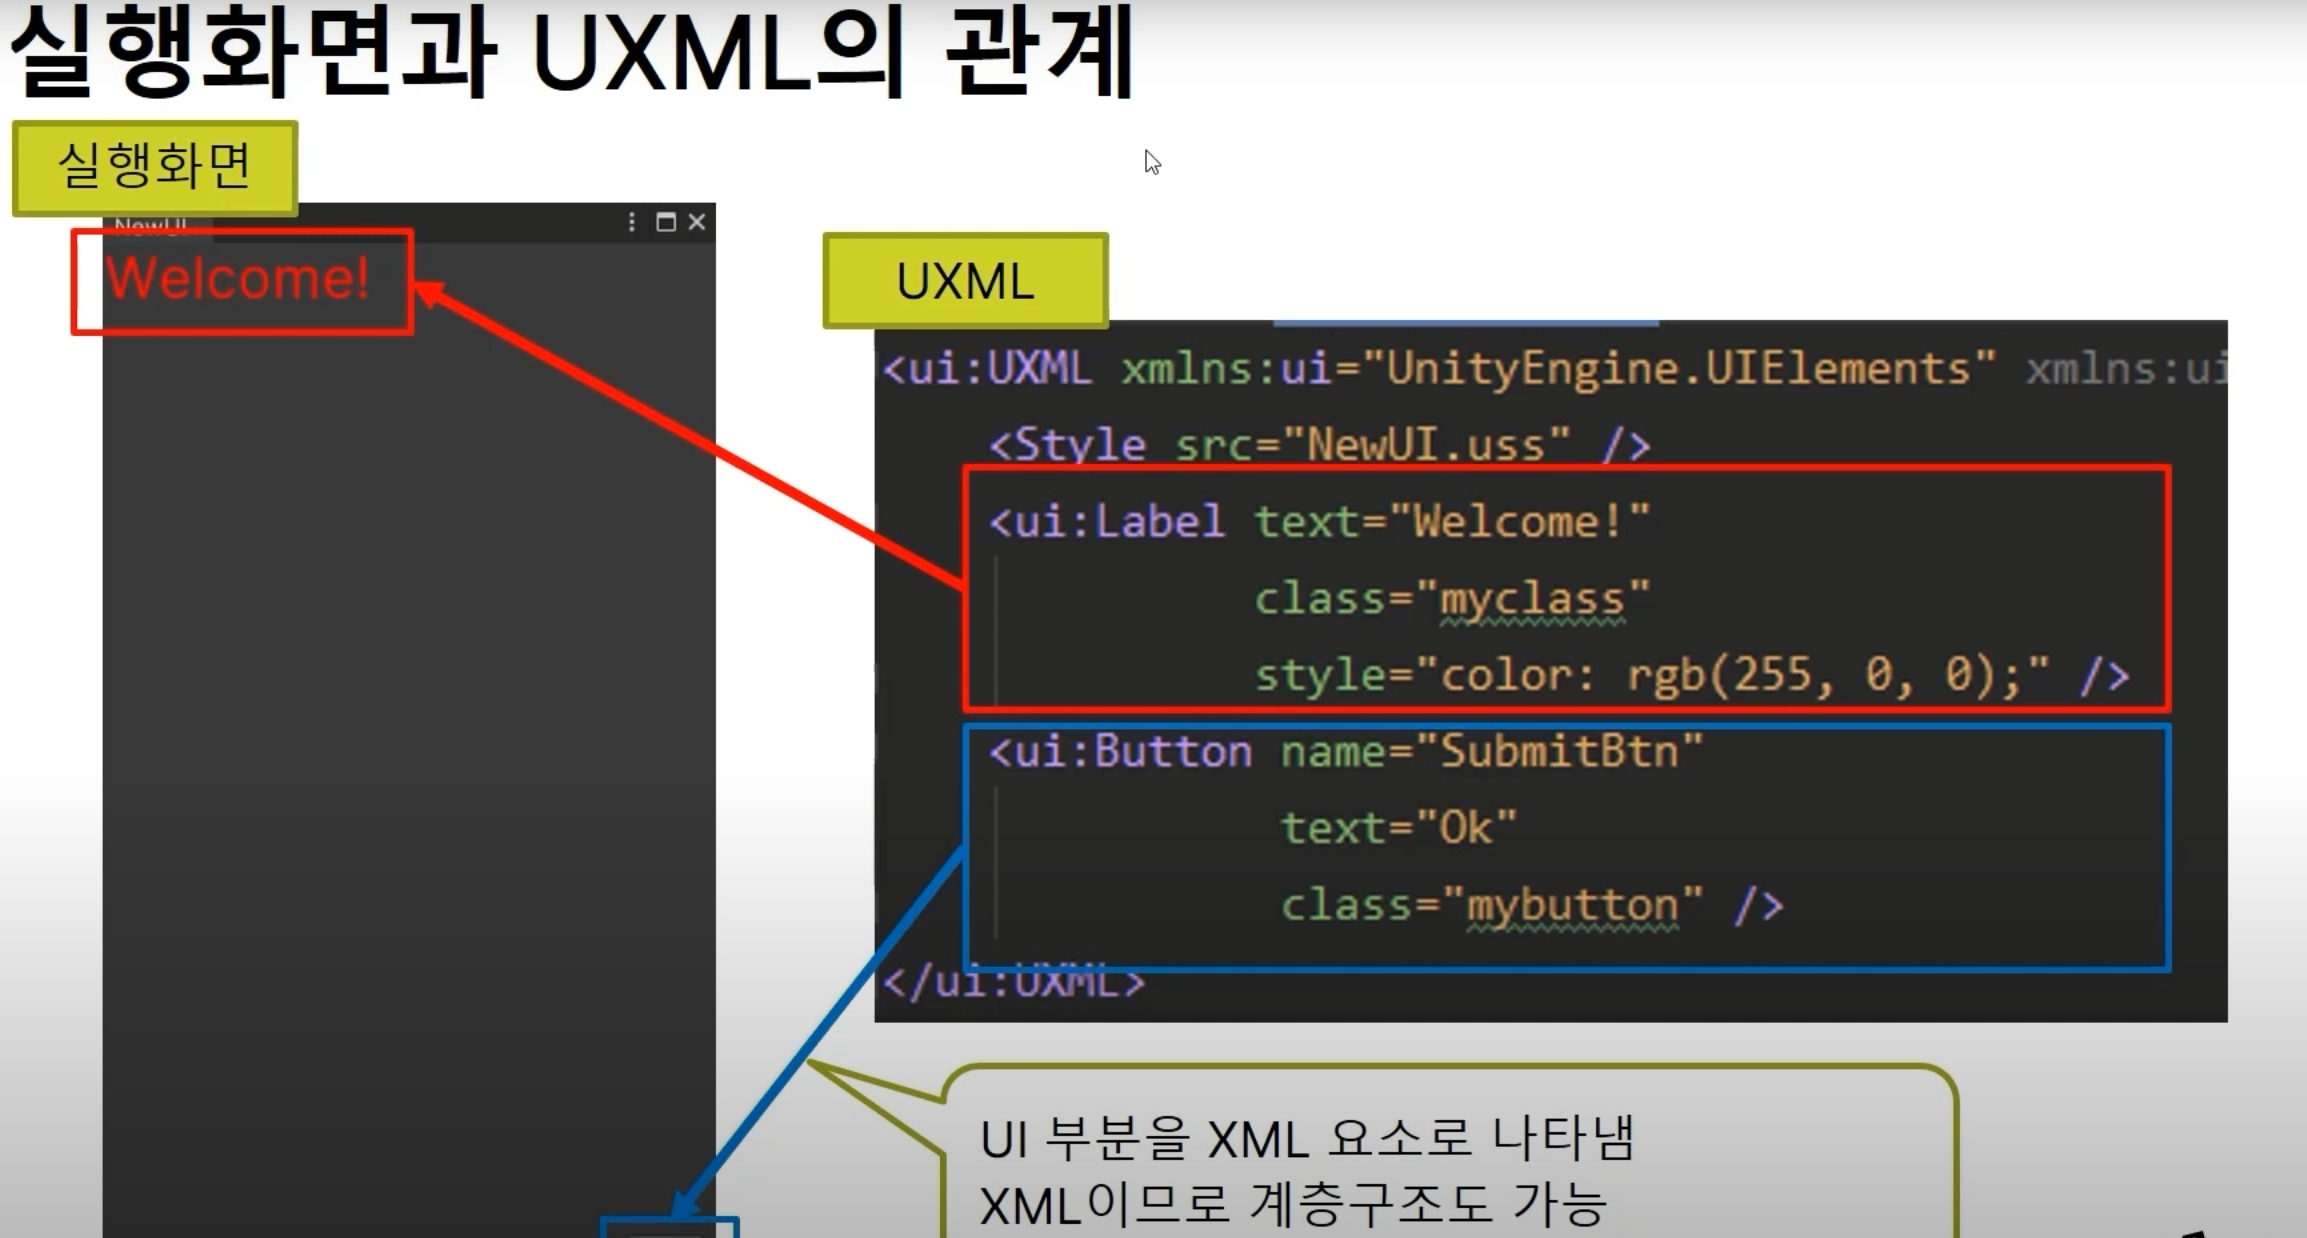 실행화면과 UXML의 관계
실행화면
NewUI
Welcome!
UXML
<ui:UXML xmlns:ui="UnityEngine.UIElements" xmlns:ui
<Style src="NewUI.uss" />
<ui:Label text="Welcome!"
class="myclass"
style="color: rgb(255, 0, 0);" />
<ui:Button name="SubmitBtn"
text="Ok"
class="mybutton" />
</ui:UXML>
UI 부분을 XML 요소로 나타냄
XML이므로 계층구조도 가능